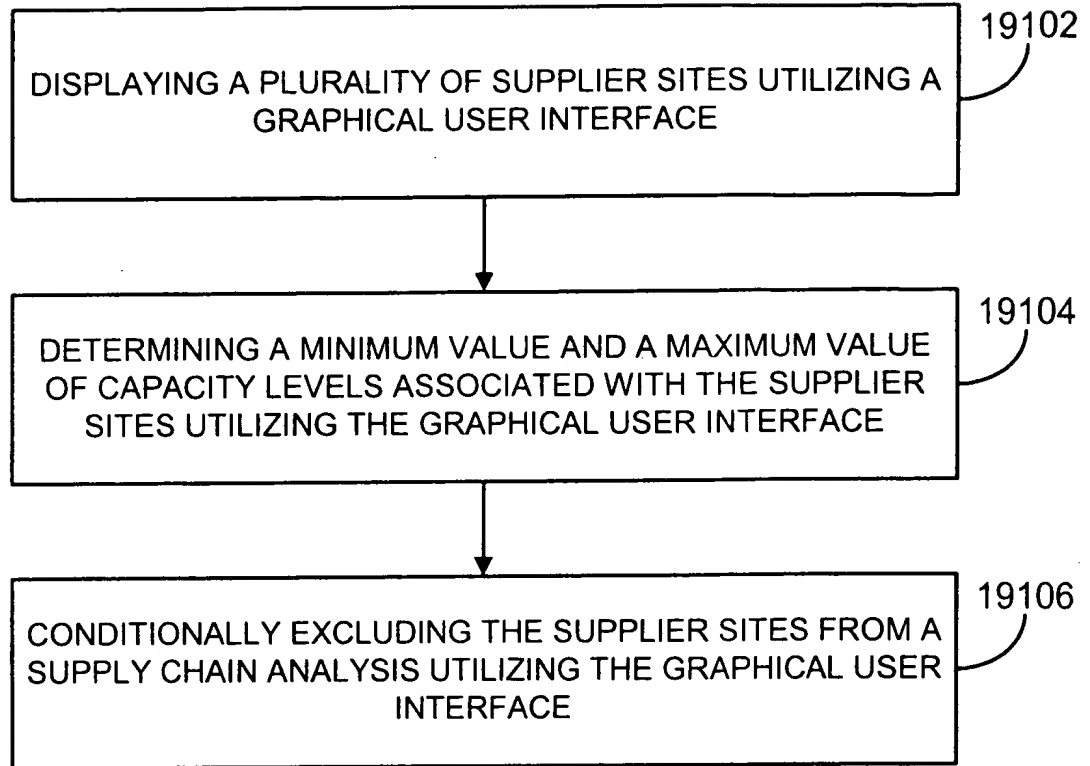 19102
DISPLAYING A PLURALITY OF SUPPLIER SITES UTILIZING A
GRAPHICAL USER INTERFACE
19104
DETERMINING A MINIMUM VALUE AND A MAXIMUM VALUE
OF CAPACITY LEVELS ASSOCIATED WITH THE SUPPLIER
SITES UTILIZING THE GRAPHICAL USER INTERFACE
19106
CONDITIONALLY EXCLUDING THE SUPPLIER SITES FROM A
SUPPLY CHAIN ANALYSIS UTILIZING THE GRAPHICAL USER
INTERFACE